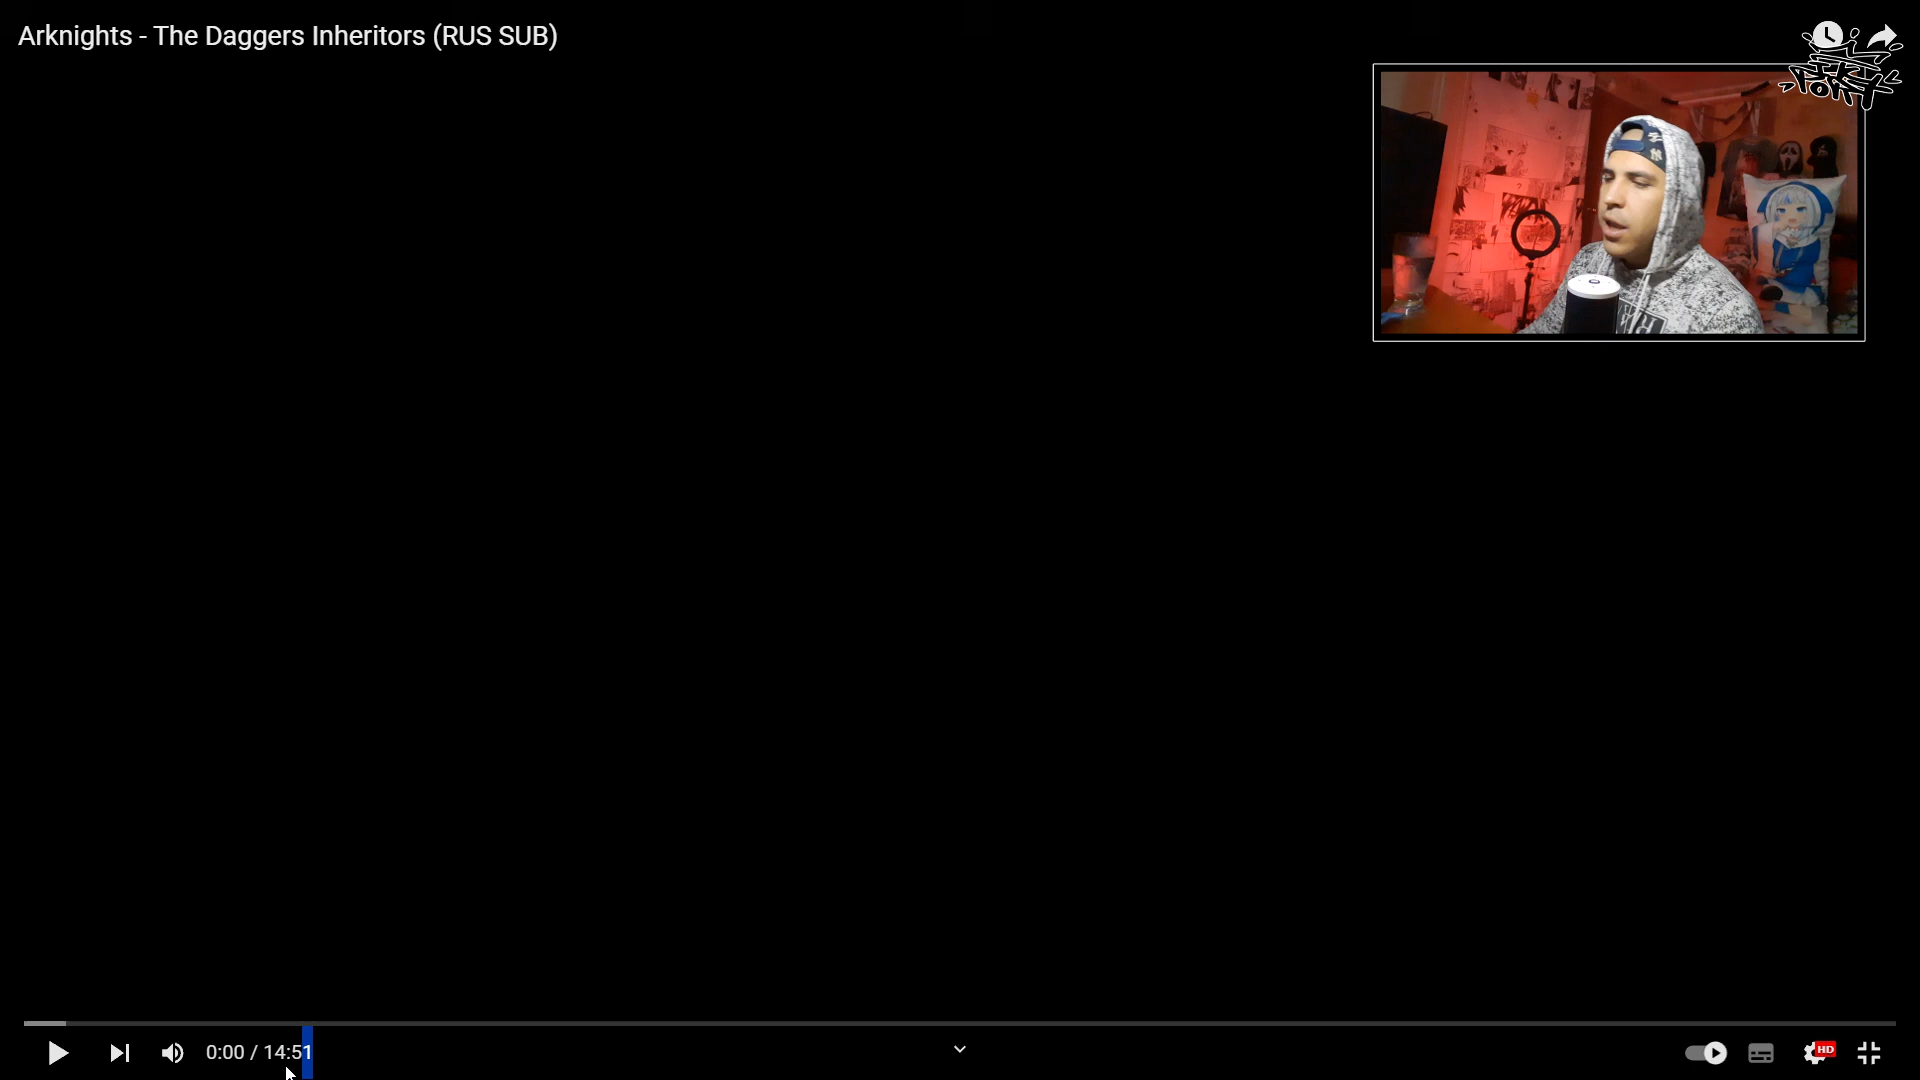 Arknights - The Daggers Inheritors (RUS SUB)
0:00 / 14:51
HD